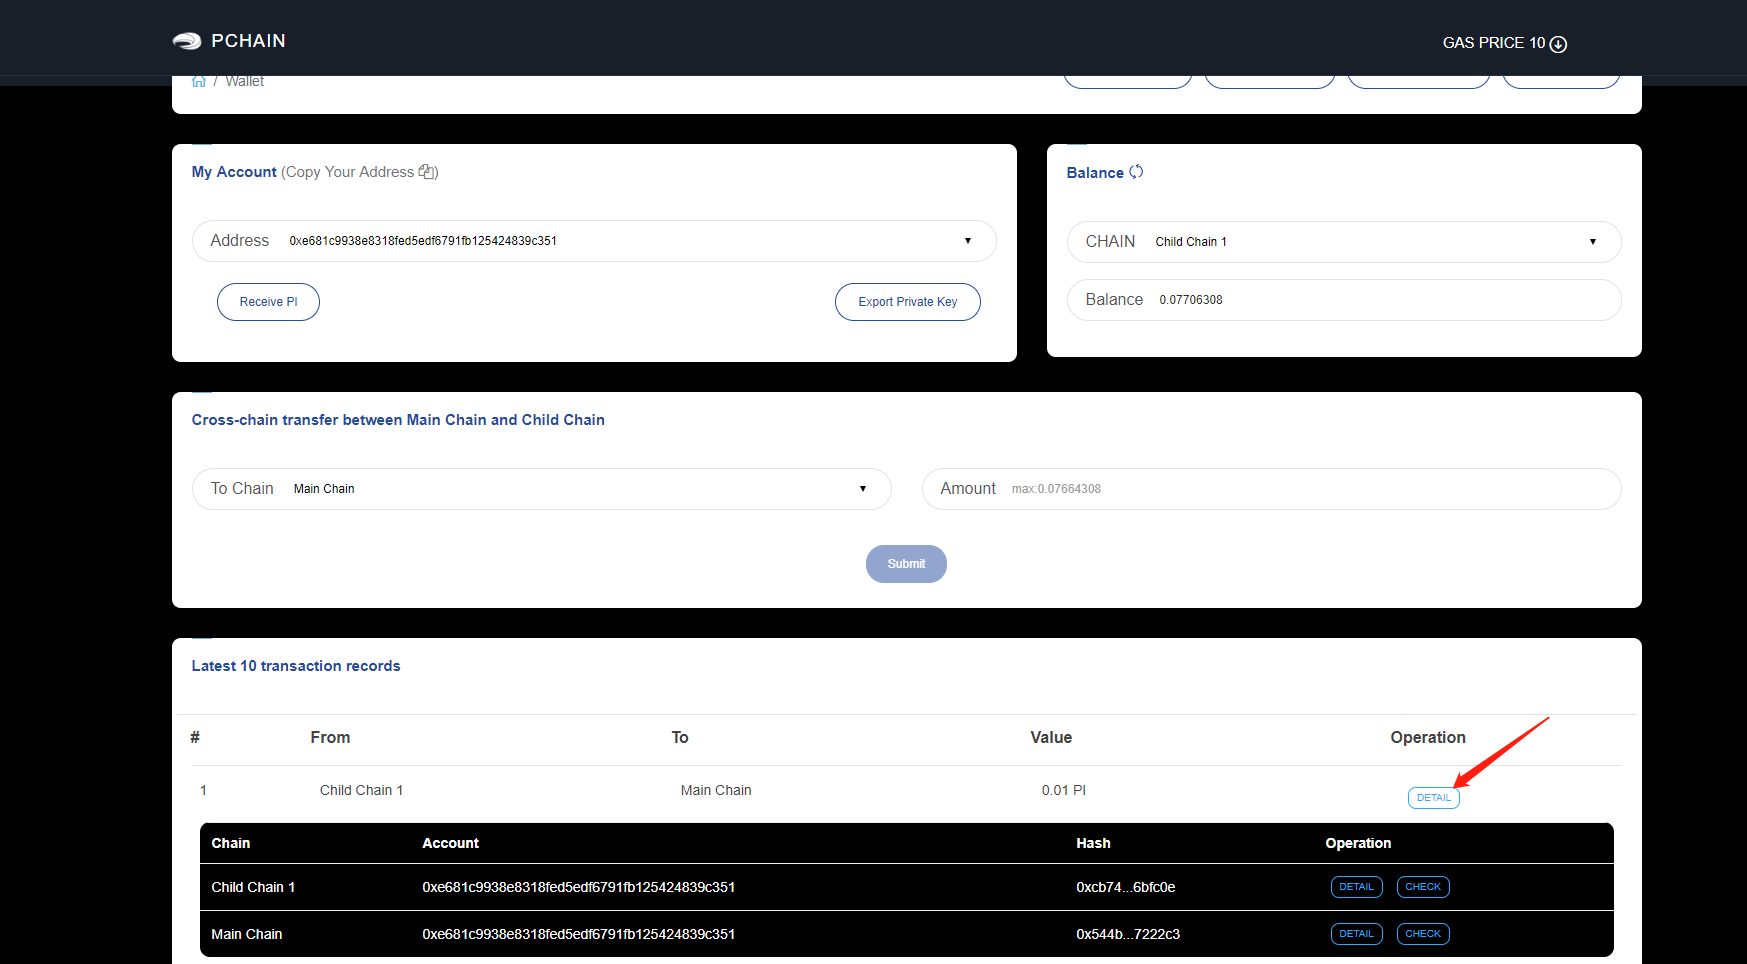 PCHAIN
GAS PRICE 10
/ Wallet
My Account (Copy Your Address )
Address 0xe681c9938e8318fed5edf6791fb125424839c351
Receive PI
Export Private Key
Balance
CHAIN Child Chain 1
Balance 0.07706308
Cross-chain transfer between Main Chain and Child Chain
To Chain Main Chain
Amount max:0.07664308
Submit
Latest 10 transaction records
# From To Value Operation
1 Child Chain 1 Main Chain 0.01 PI DETAIL
Chain Account Hash Operation
Child Chain 1 0xe681c9938e8318fed5edf6791fb125424839c351 0xcb74...6bfc0e DETAIL CHECK
Main Chain 0xe681c9938e8318fed5edf6791fb125424839c351 0x544b...7222c3 DETAIL CHECK